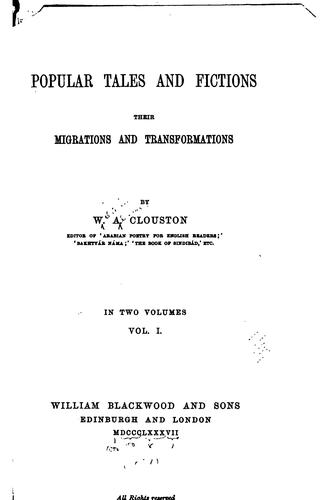 POPULAR TALES AND FICTIONS
THEIR
MIGRATIONS AND TRANSFORMATIONS
BY
W. A. CLOUSTON
EDITOR OF 'ARABIAN POETRY FOR ENGLISH READERS;'
'BAKHTYÁR NÁMA;' 'THE BOOK OF SINDIBÁD,' ETC.
IN TWO VOLUMES
VOL. I.
WILLIAM BLACKWOOD AND SONS
EDINBURGH AND LONDON
MDCCCLXXXVII
All Rights reserved